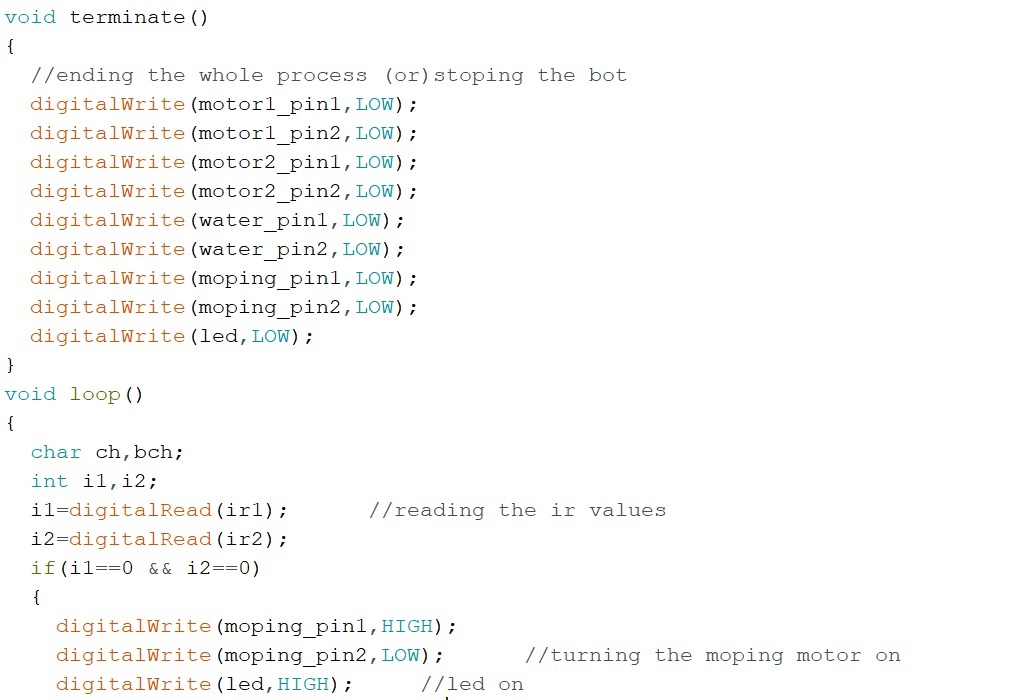 void terminate()
{
  //ending the whole process (or)stoping the bot
  digitalWrite(motor1_pin1,LOW);
  digitalWrite(motor1_pin2,LOW);
  digitalWrite(motor2_pin1,LOW);
  digitalWrite(motor2_pin2,LOW);
  digitalWrite(water_pin1,LOW);
  digitalWrite(water_pin2,LOW);
  digitalWrite(moping_pin1,LOW);
  digitalWrite(moping_pin2,LOW);
  digitalWrite(led,LOW);
}
void loop()
{
  char ch,bch;
  int i1,i2;
  i1=digitalRead(ir1);      //reading the ir values
  i2=digitalRead(ir2);
  if(i1==0 && i2==0)
  {
    digitalWrite(moping_pin1,HIGH);
    digitalWrite(moping_pin2,LOW);      //turning the moping motor on
    digitalWrite(led,HIGH);     //led on